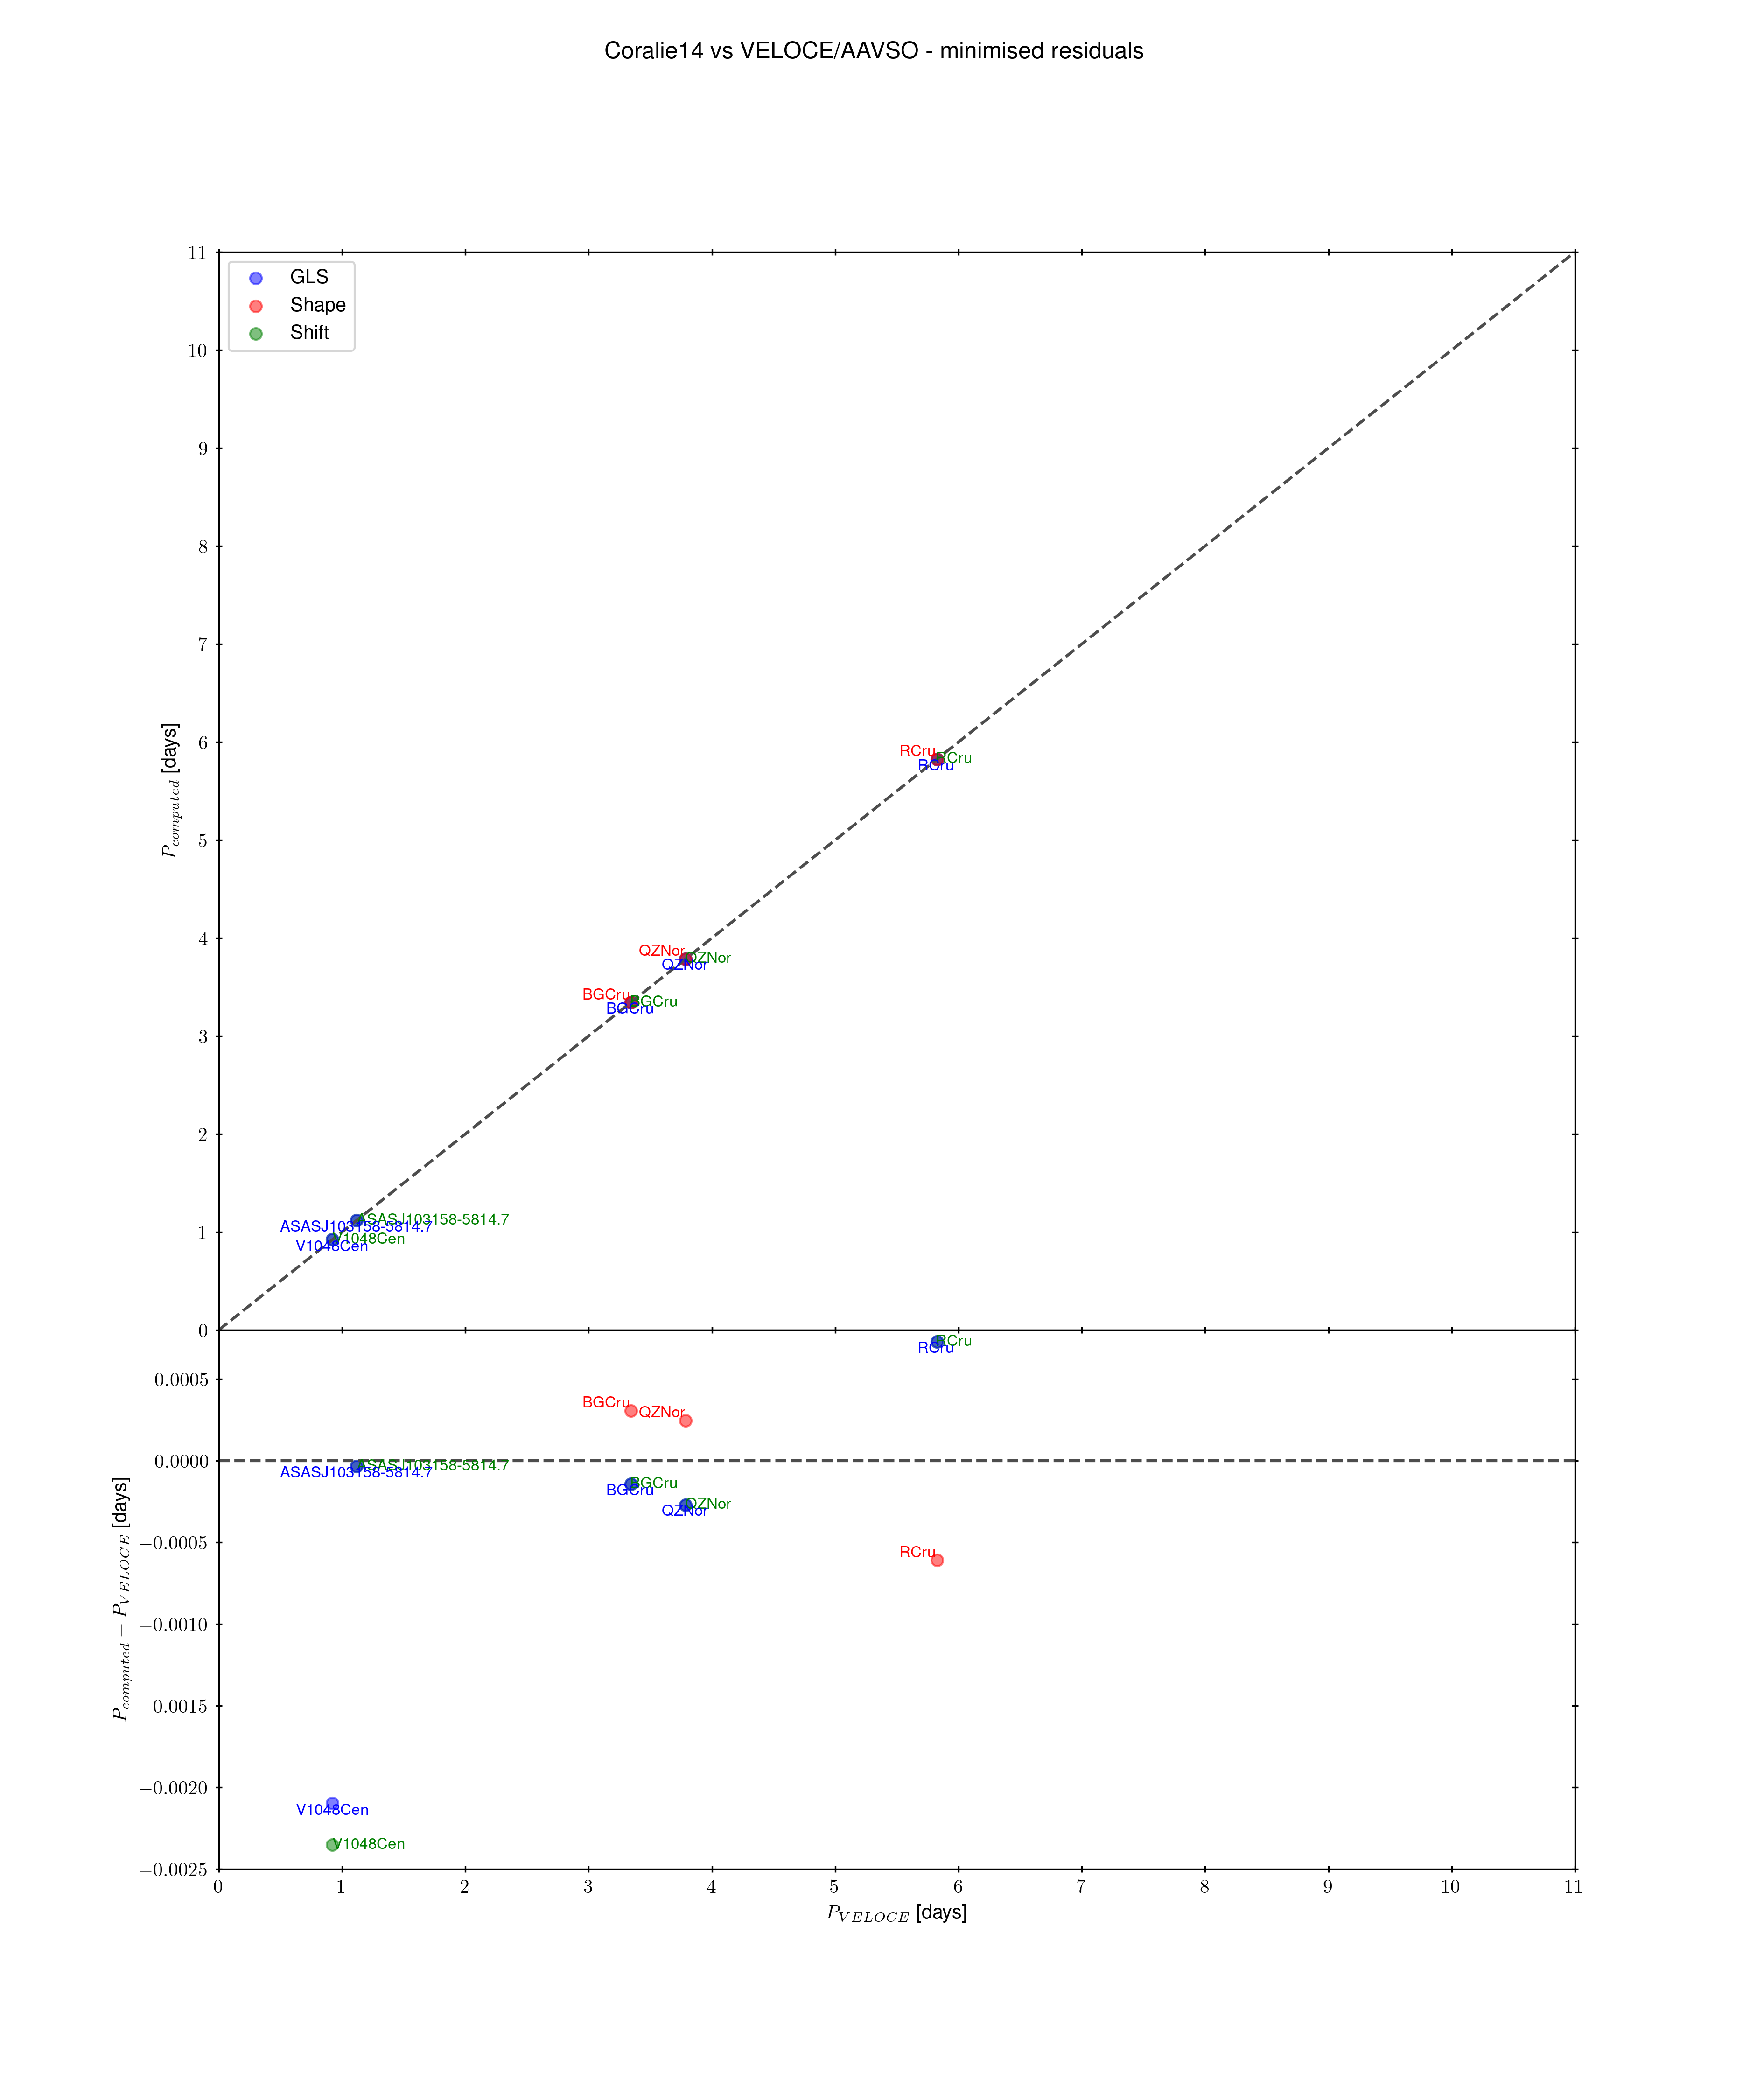 Coralie14 vs VELOCE/AAVSO - minimised residuals
11
GLS
Shape
Shift
10
9
8
7
6
5
4
3
2
1
0
P_computed [days]
RCru
RCru
RCru
QZNor
QZNor
QZNor
BGCru
BGCru
BGCru
ASASJ103158-5814.7
ASASJ103158-5814.7
V1048Cen
V1048Cen
0.0005
0.0000
−0.0005
−0.0010
−0.0015
−0.0020
−0.0025
P_computed − P_VELOCE [days]
RCru
RCru
BGCru
QZNor
ASASJ103158-5814.7
ASASJ103158-5814.7
BGCru
BGCru
QZNor
QZNor
RCru
V1048Cen
V1048Cen
0 1 2 3 4 5 6 7 8 9 10 11
P_VELOCE [days]